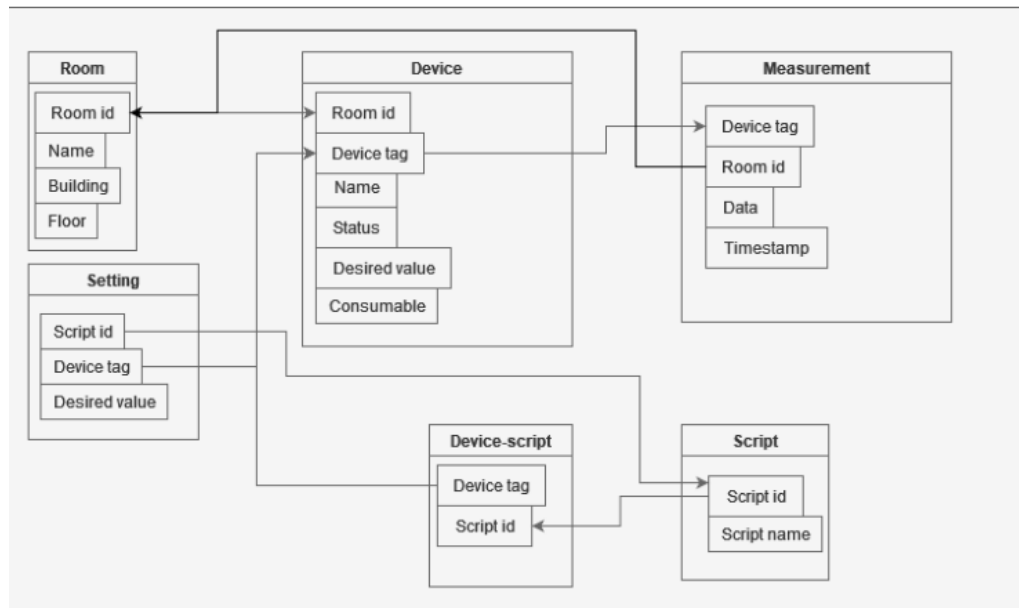 Room
Room id
Name
Building
Floor
Device
Room id
Device tag
Name
Status
Desired value
Consumable
Measurement
Device tag
Room id
Data
Timestamp
Setting
Script id
Device tag
Desired value
Device-script
Device tag
Script id
Script
Script id
Script name